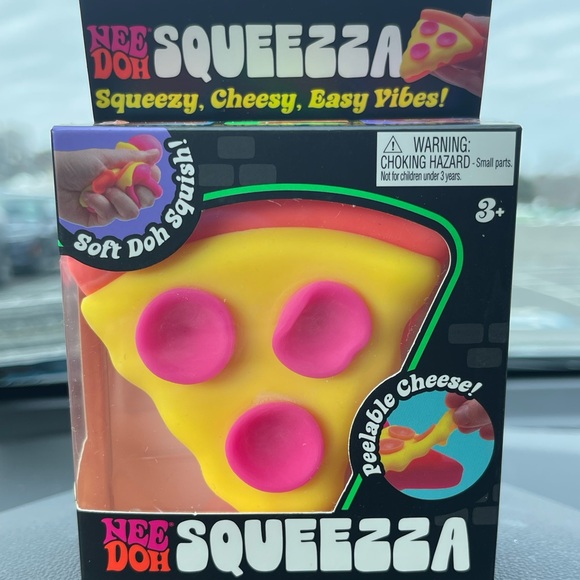 NEE DOH SQUEEZZA
Squeezy, Cheesy, Easy Vibes!
Soft Doh Squish!
⚠ WARNING:
CHOKING HAZARD - Small parts.
Not for children under 3 years.
3+
Peelable Cheese!
NEE DOH SQUEEZZA